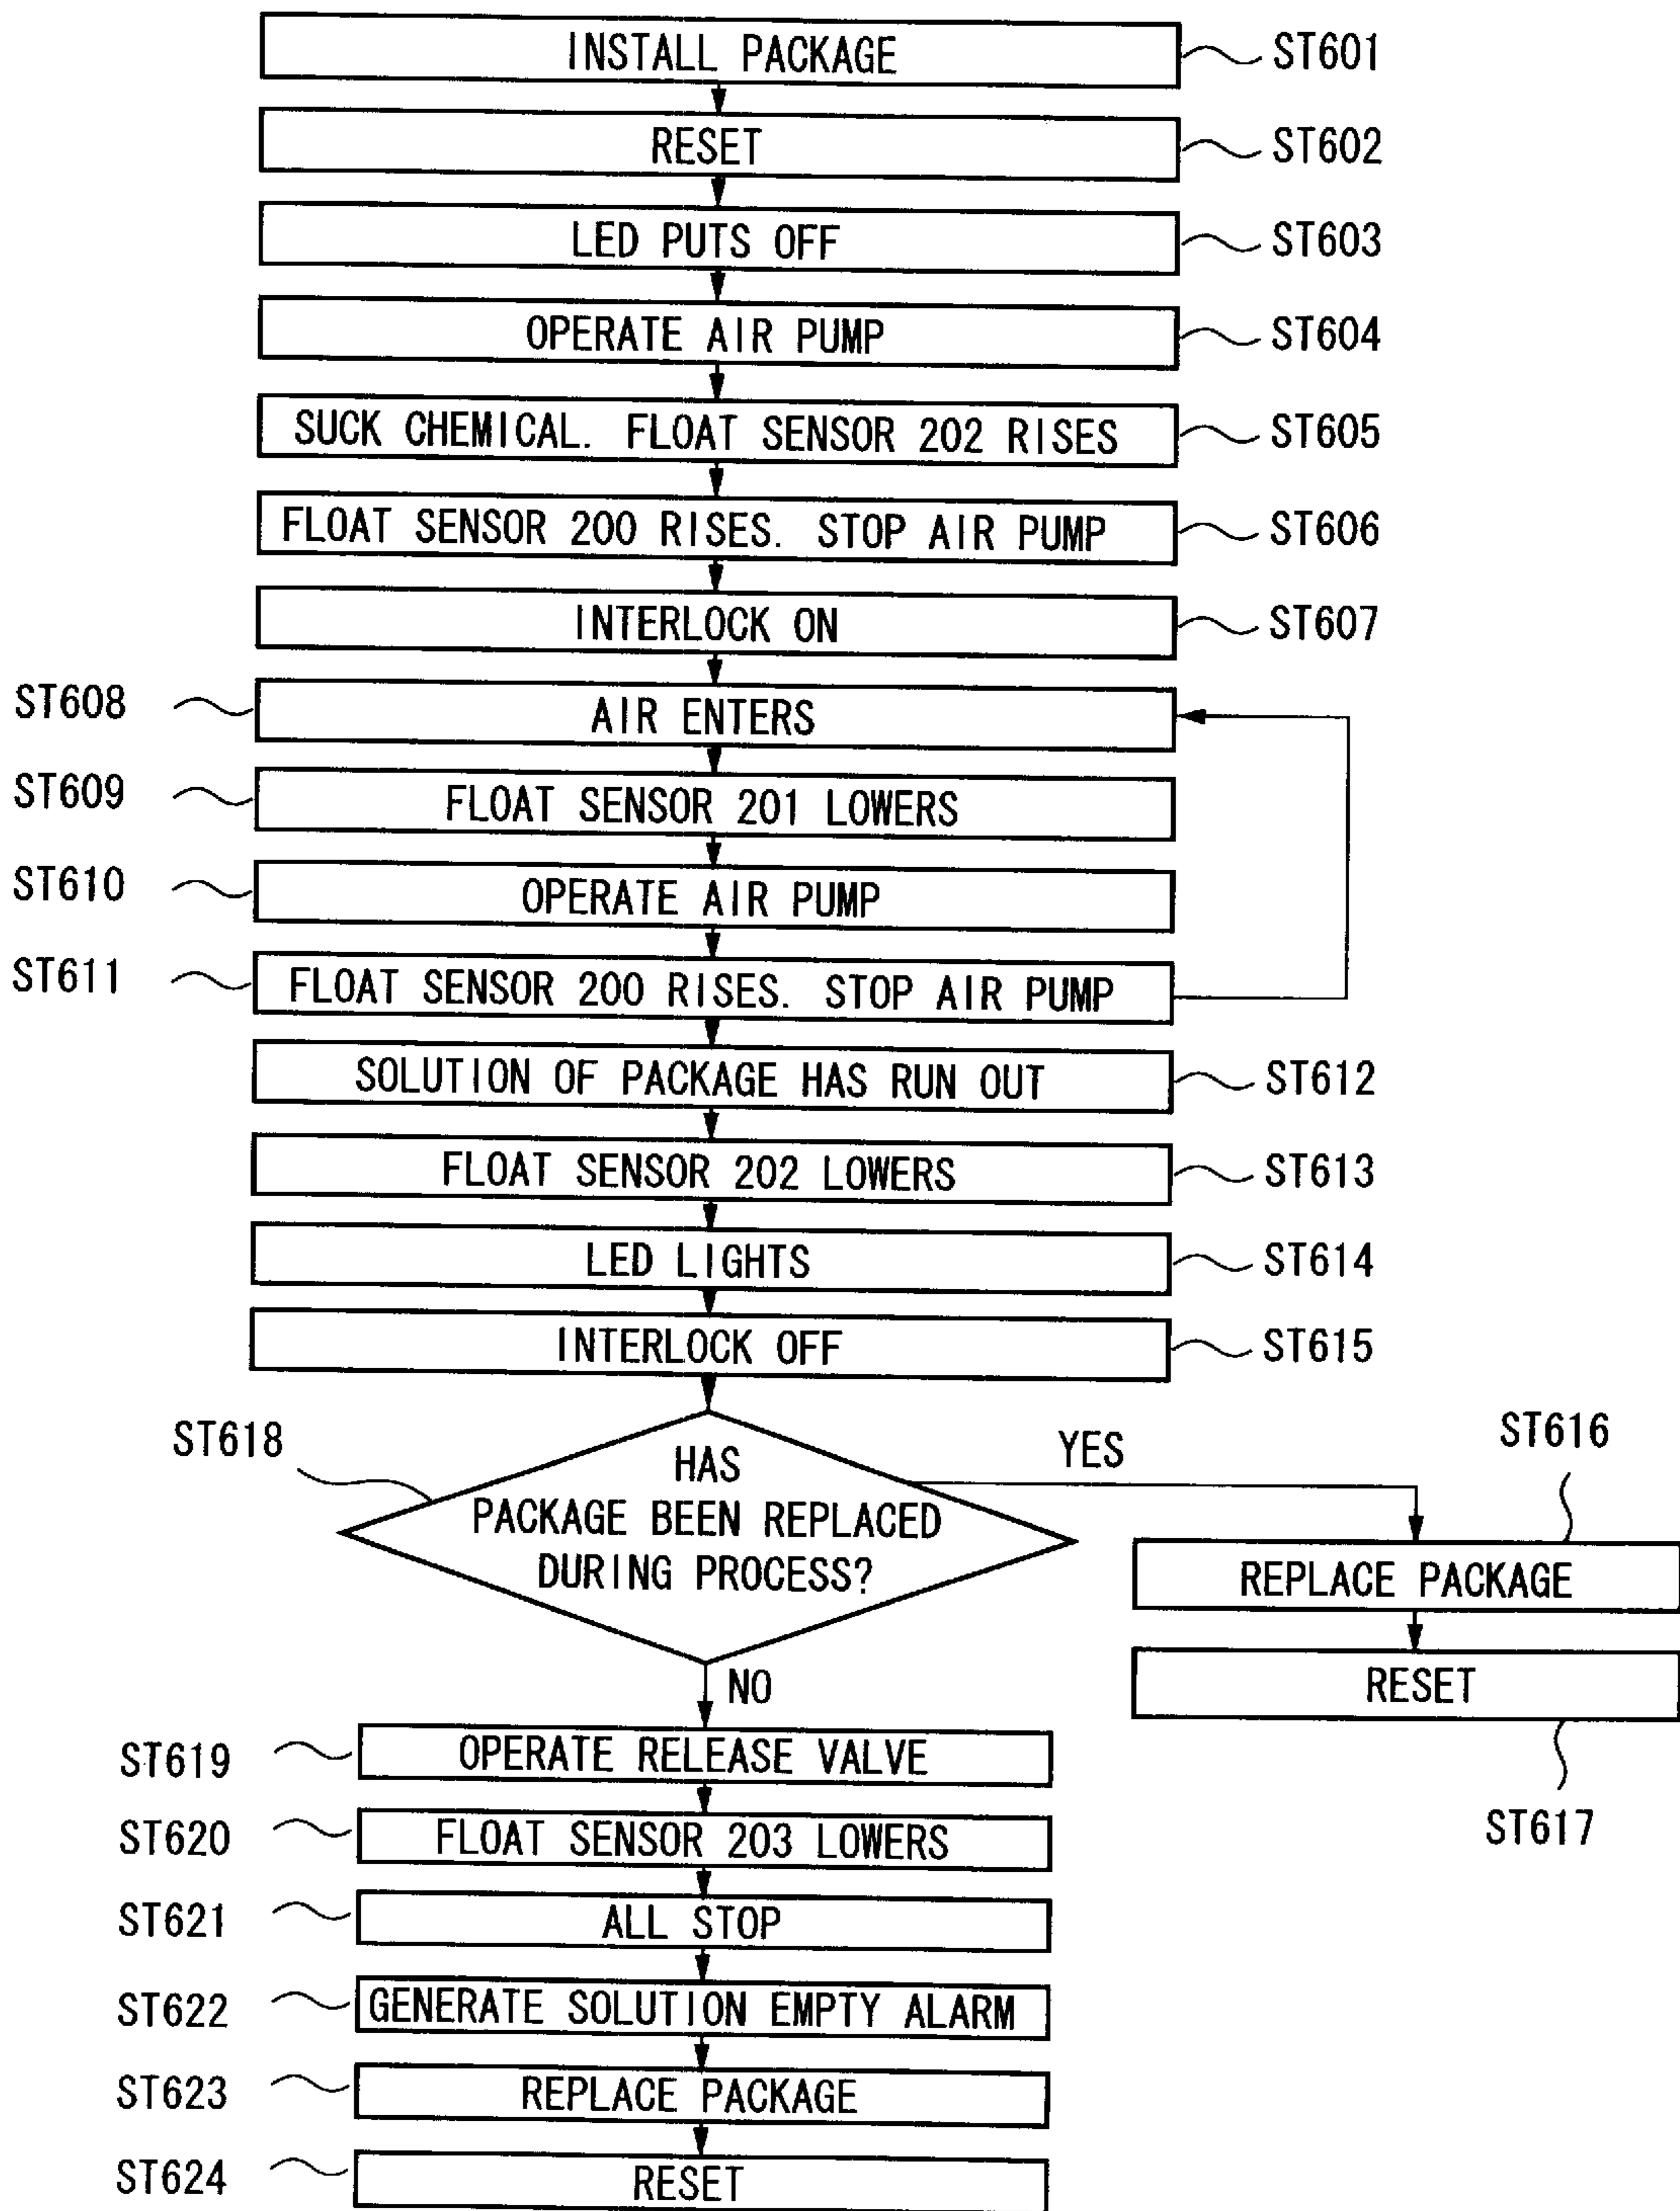 INSTALL PACKAGE ST601
RESET ST602
LED PUTS OFF ST603
OPERATE AIR PUMP ST604
SUCK CHEMICAL. FLOAT SENSOR 202 RISES ST605
FLOAT SENSOR 200 RISES. STOP AIR PUMP ST606
INTERLOCK ON ST607
ST608 AIR ENTERS
ST609 FLOAT SENSOR 201 LOWERS
ST610 OPERATE AIR PUMP
ST611 FLOAT SENSOR 200 RISES. STOP AIR PUMP
SOLUTION OF PACKAGE HAS RUN OUT ST612
FLOAT SENSOR 202 LOWERS ST613
LED LIGHTS ST614
INTERLOCK OFF ST615
ST618
HAS
PACKAGE BEEN REPLACED
DURING PROCESS?
YES
ST616
REPLACE PACKAGE
RESET
ST617
NO
ST619 OPERATE RELEASE VALVE
ST620 FLOAT SENSOR 203 LOWERS
ST621 ALL STOP
ST622 GENERATE SOLUTION EMPTY ALARM
ST623 REPLACE PACKAGE
ST624 RESET